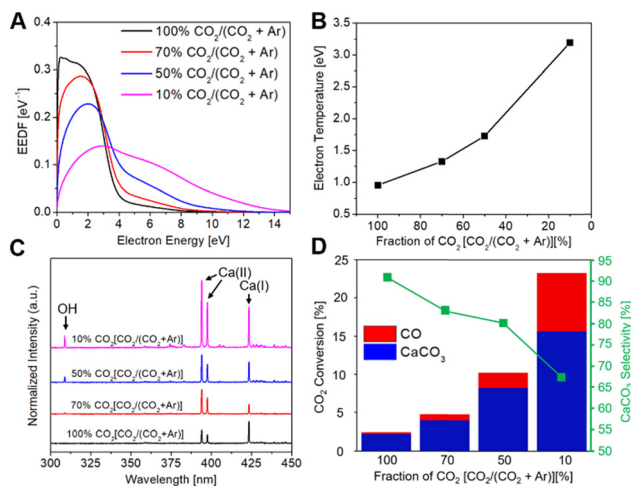 A
100% CO2/(CO2 + Ar)
70% CO2/(CO2 + Ar)
50% CO2/(CO2 + Ar)
10% CO2/(CO2 + Ar)
EEDF [eV⁻¹]
0.4
0.3
0.2
0.1
0.0
0 2 4 6 8 10 12 14
Electron Energy [eV]
B
Electron Temperature [eV]
3.5
3.0
2.5
2.0
1.5
1.0
0.5
100 80 60 40 20 0
Fraction of CO2 [CO2/(CO2 + Ar)][%]
C
Normalized Intensity (a.u.)
OH
Ca(II)
Ca(I)
10% CO2[CO2/(CO2+Ar)]
50% CO2[CO2/(CO2+Ar)]
70% CO2[CO2/(CO2+Ar)]
100% CO2[CO2/(CO2+Ar)]
300 325 350 375 400 425 450
Wavelength [nm]
D
CO2 Conversion [%]
25
20
15
10
5
0
CO
CaCO3
95
90
85
80
75
70
65
60
55
50
CaCO3 Selectivity [%]
100 70 50 10
Fraction of CO2 [CO2/(CO2 + Ar)][%]